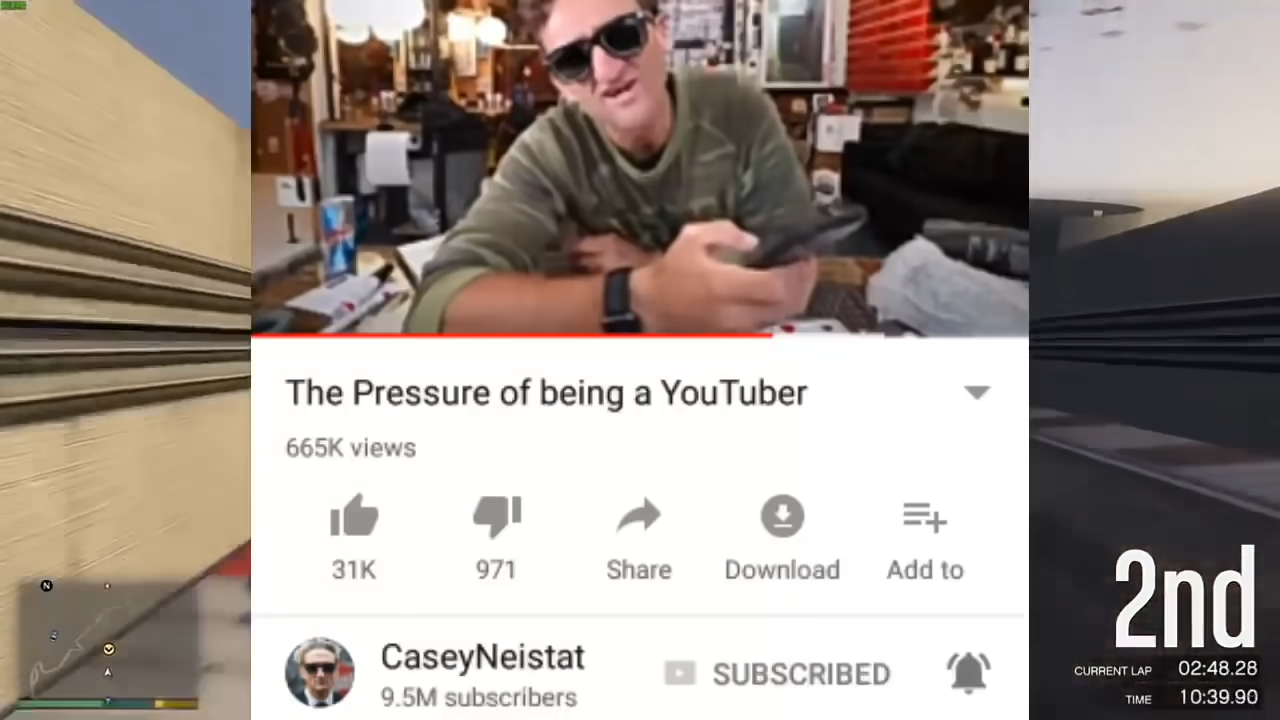 The Pressure of being a YouTuber
665K views
31K
971
Share
Download
Add to
CaseyNeistat
SUBSCRIBED
9.5M subscribers
N
2nd
CURRENT LAP 02:48.28
TIME 10:39.90